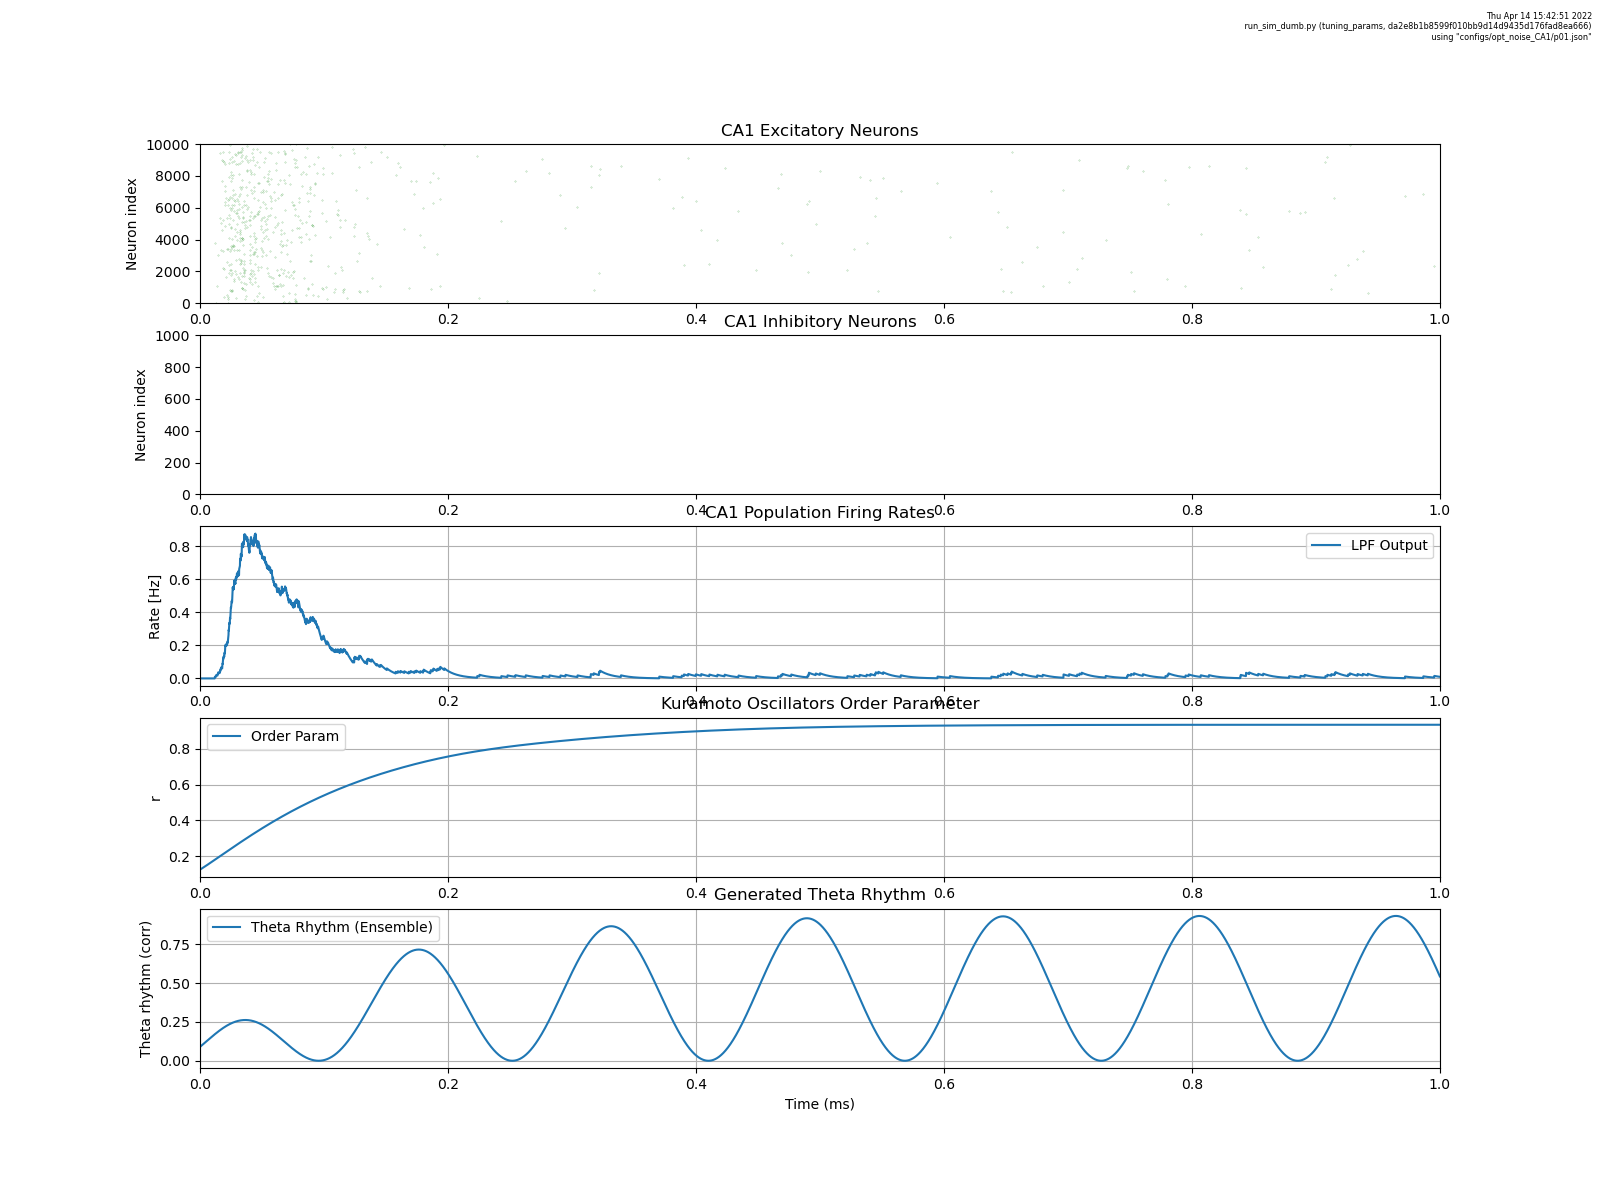 Thu Apr 14 15:42:51 2022
run_sim_dumb.py (tuning_params, da2e8b1b8599f010bb9d14d9435d176fad8ea666)
using "configs/opt_noise_CA1/p01.json"
CA1 Excitatory Neurons
Neuron index
10000
8000
6000
4000
2000
0
0.0 0.2 0.4 0.6 0.8 1.0
CA1 Inhibitory Neurons
Neuron index
1000
800
600
400
200
0
0.0 0.2 0.4 0.6 0.8 1.0
CA1 Population Firing Rates
LPF Output
Rate [Hz]
0.8
0.6
0.4
0.2
0.0
0.0 0.2 0.4 0.6 0.8 1.0
Kuramoto Oscillators Order Parameter
Order Param
r
0.8
0.6
0.4
0.2
0.0 0.2 0.4 0.6 0.8 1.0
Generated Theta Rhythm
Theta Rhythm (Ensemble)
Theta rhythm (corr)
0.75
0.50
0.25
0.00
0.0 0.2 0.4 0.6 0.8 1.0
Time (ms)